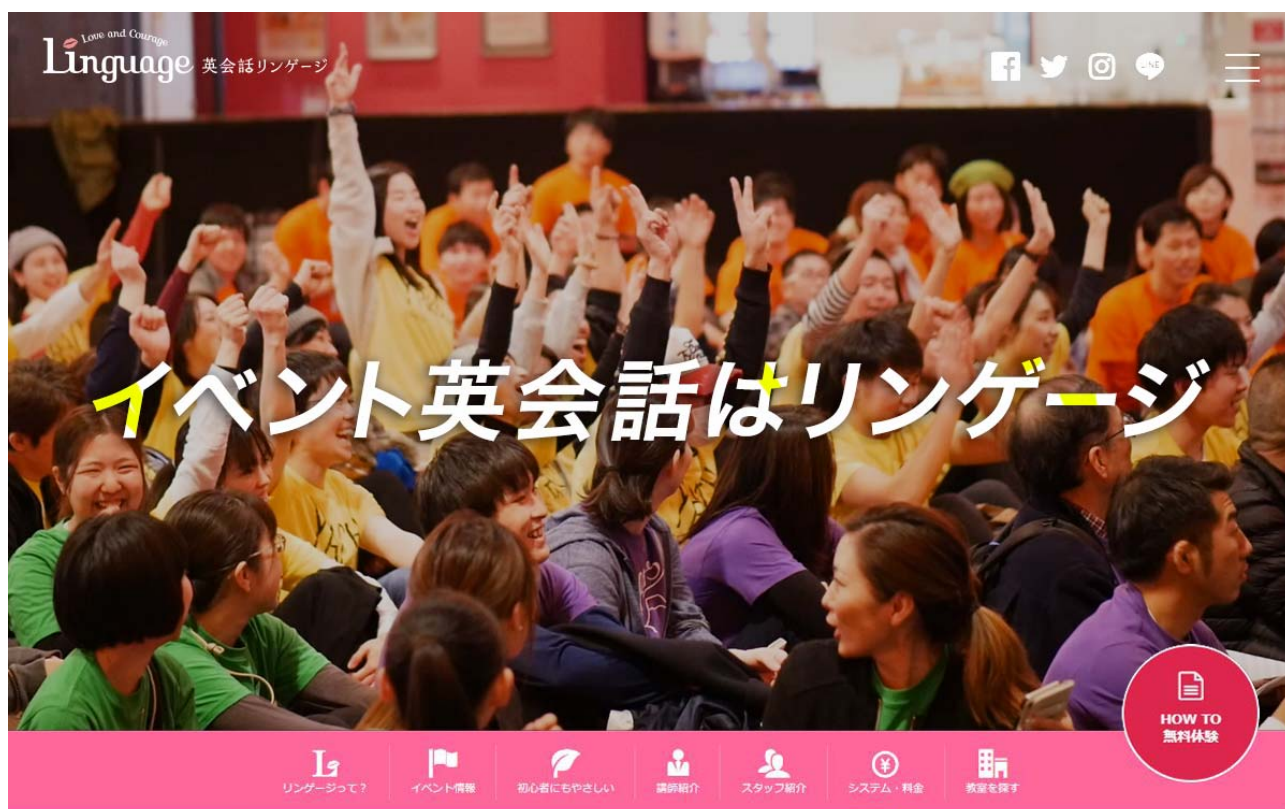 Love and Courage
Linguage 英会話リンゲージ
LINE
イベント英会話はリンゲージ
HOW TO
無料体験
リンゲージって?
イベント情報
初心者にもやさしい
講師紹介
スタッフ紹介
システム・料金
教室を探す